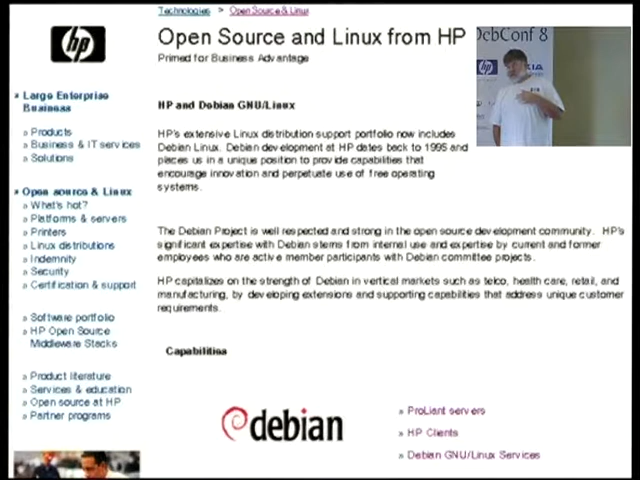 Technologies > Open Source & Linux
hp
Open Source and Linux from HP
Primed for Business Advantage
DebConf 8
hp
» Large Enterprise
Business
» Products
» Business & IT services
» Solutions
» Open source & Linux
» What's hot?
» Platforms & servers
» Printers
» Linux distributions
» Indemnity
» Security
» Certification & support
» Software portfolio
» HP Open Source
Middleware Stacks
» Product literature
» Services & education
» Open source at HP
» Partner programs
HP and Debian GNU/Linux
HP's extensive Linux distribution support portfolio now includes
Debian Linux. Debian development at HP dates back to 1995 and
places us in a unique position to provide capabilities that
encourage innovation and perpetuate use of free operating
systems.
The Debian Project is well respected and strong in the open source development community. HP's
significant expertise with Debian stems from internal use and expertise by current and former
employees who are active member participants with Debian committee projects.
HP capitalizes on the strength of Debian in vertical markets such as telco, health care, retail, and
manufacturing, by developing extensions and supporting capabilities that address unique customer
requirements.
Capabilities
debian
» ProLiant servers
» HP Clients
» Debian GNU/Linux Services